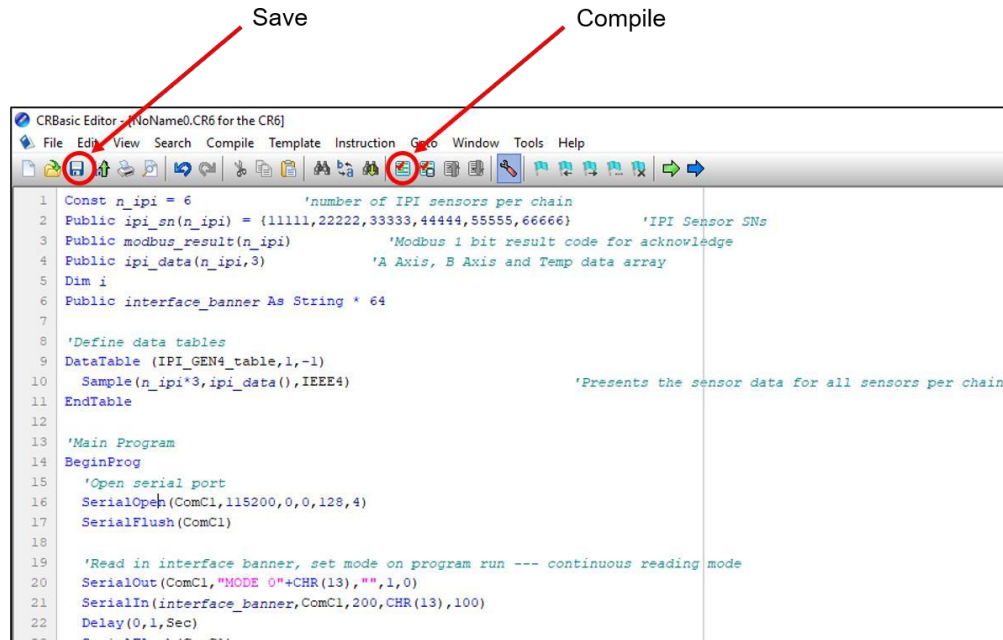 Save
Compile
CRBasic Editor - [NoName0.CR6 for the CR6]
File Edit View Search Compile Template Instruction Goto Window Tools Help
1 Const n_ipi = 6 'number of IPI sensors per chain
2 Public ipi_sn(n_ipi) = {11111,22222,33333,44444,55555,66666} 'IPI Sensor SNs
3 Public modbus_result(n_ipi) 'Modbus 1 bit result code for acknowledge
4 Public ipi_data(n_ipi,3) 'A Axis, B Axis and Temp data array
5 Dim i
6 Public interface_banner As String * 64
7
8 'Define data tables
9 DataTable (IPI_GEN4_table,1,-1)
10 Sample(n_ipi*3,ipi_data(),IEEE4) 'Presents the sensor data for all sensors per chain
11 EndTable
12
13 'Main Program
14 BeginProg
15 'Open serial port
16 SerialOpen(ComC1,115200,0,0,128,4)
17 SerialFlush(ComC1)
18
19 'Read in interface banner, set mode on program run --- continuous reading mode
20 SerialOut(ComC1,"MODE 0"+CHR(13),"",1,0)
21 SerialIn(interface_banner,ComC1,200,CHR(13),100)
22 Delay(0,1,Sec)